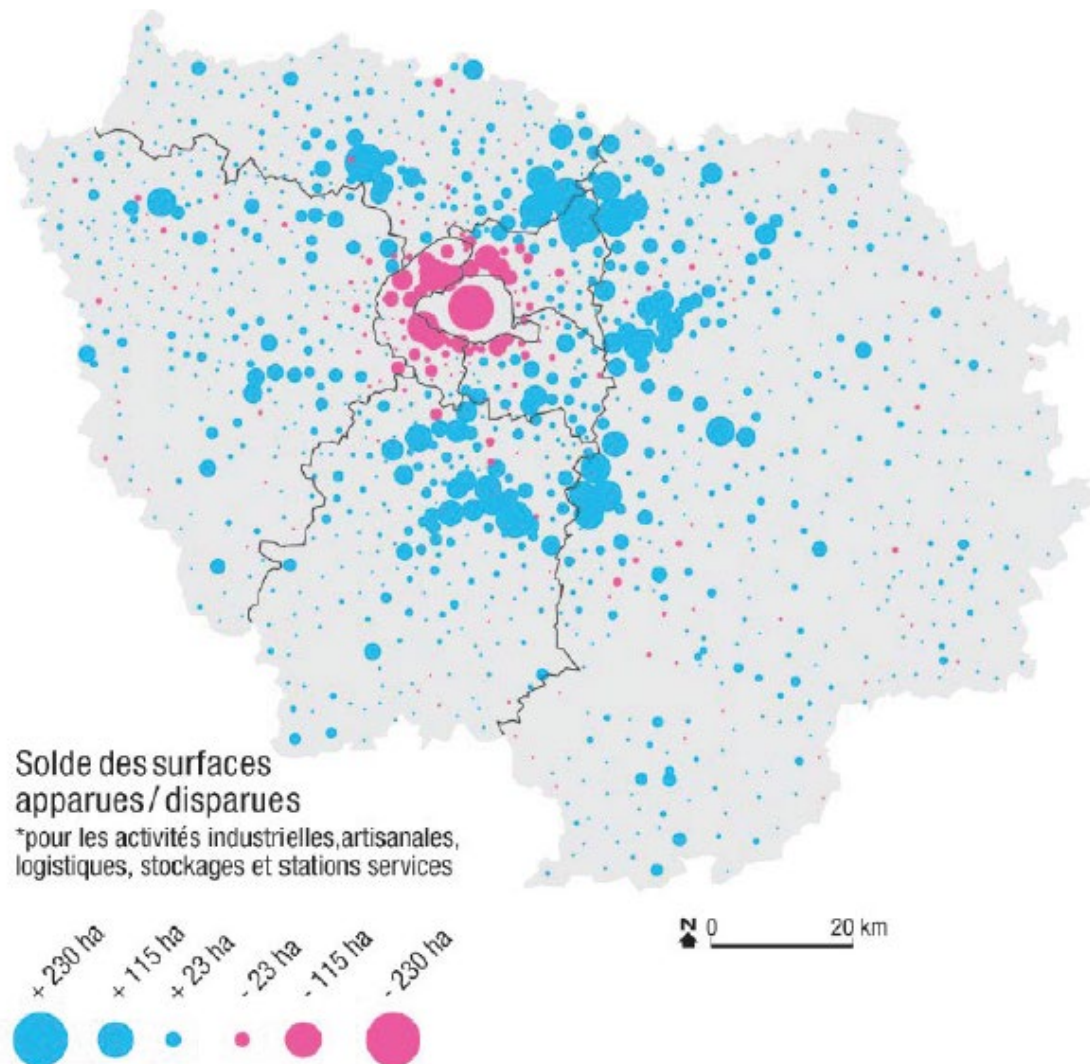 Solde des surfaces
apparues / disparues
*pour les activités industrielles,artisanales,
logistiques, stockages et stations services
+ 230 ha
+ 115 ha
+ 23 ha
- 23 ha
- 115 ha
- 230 ha
N
0
20 km